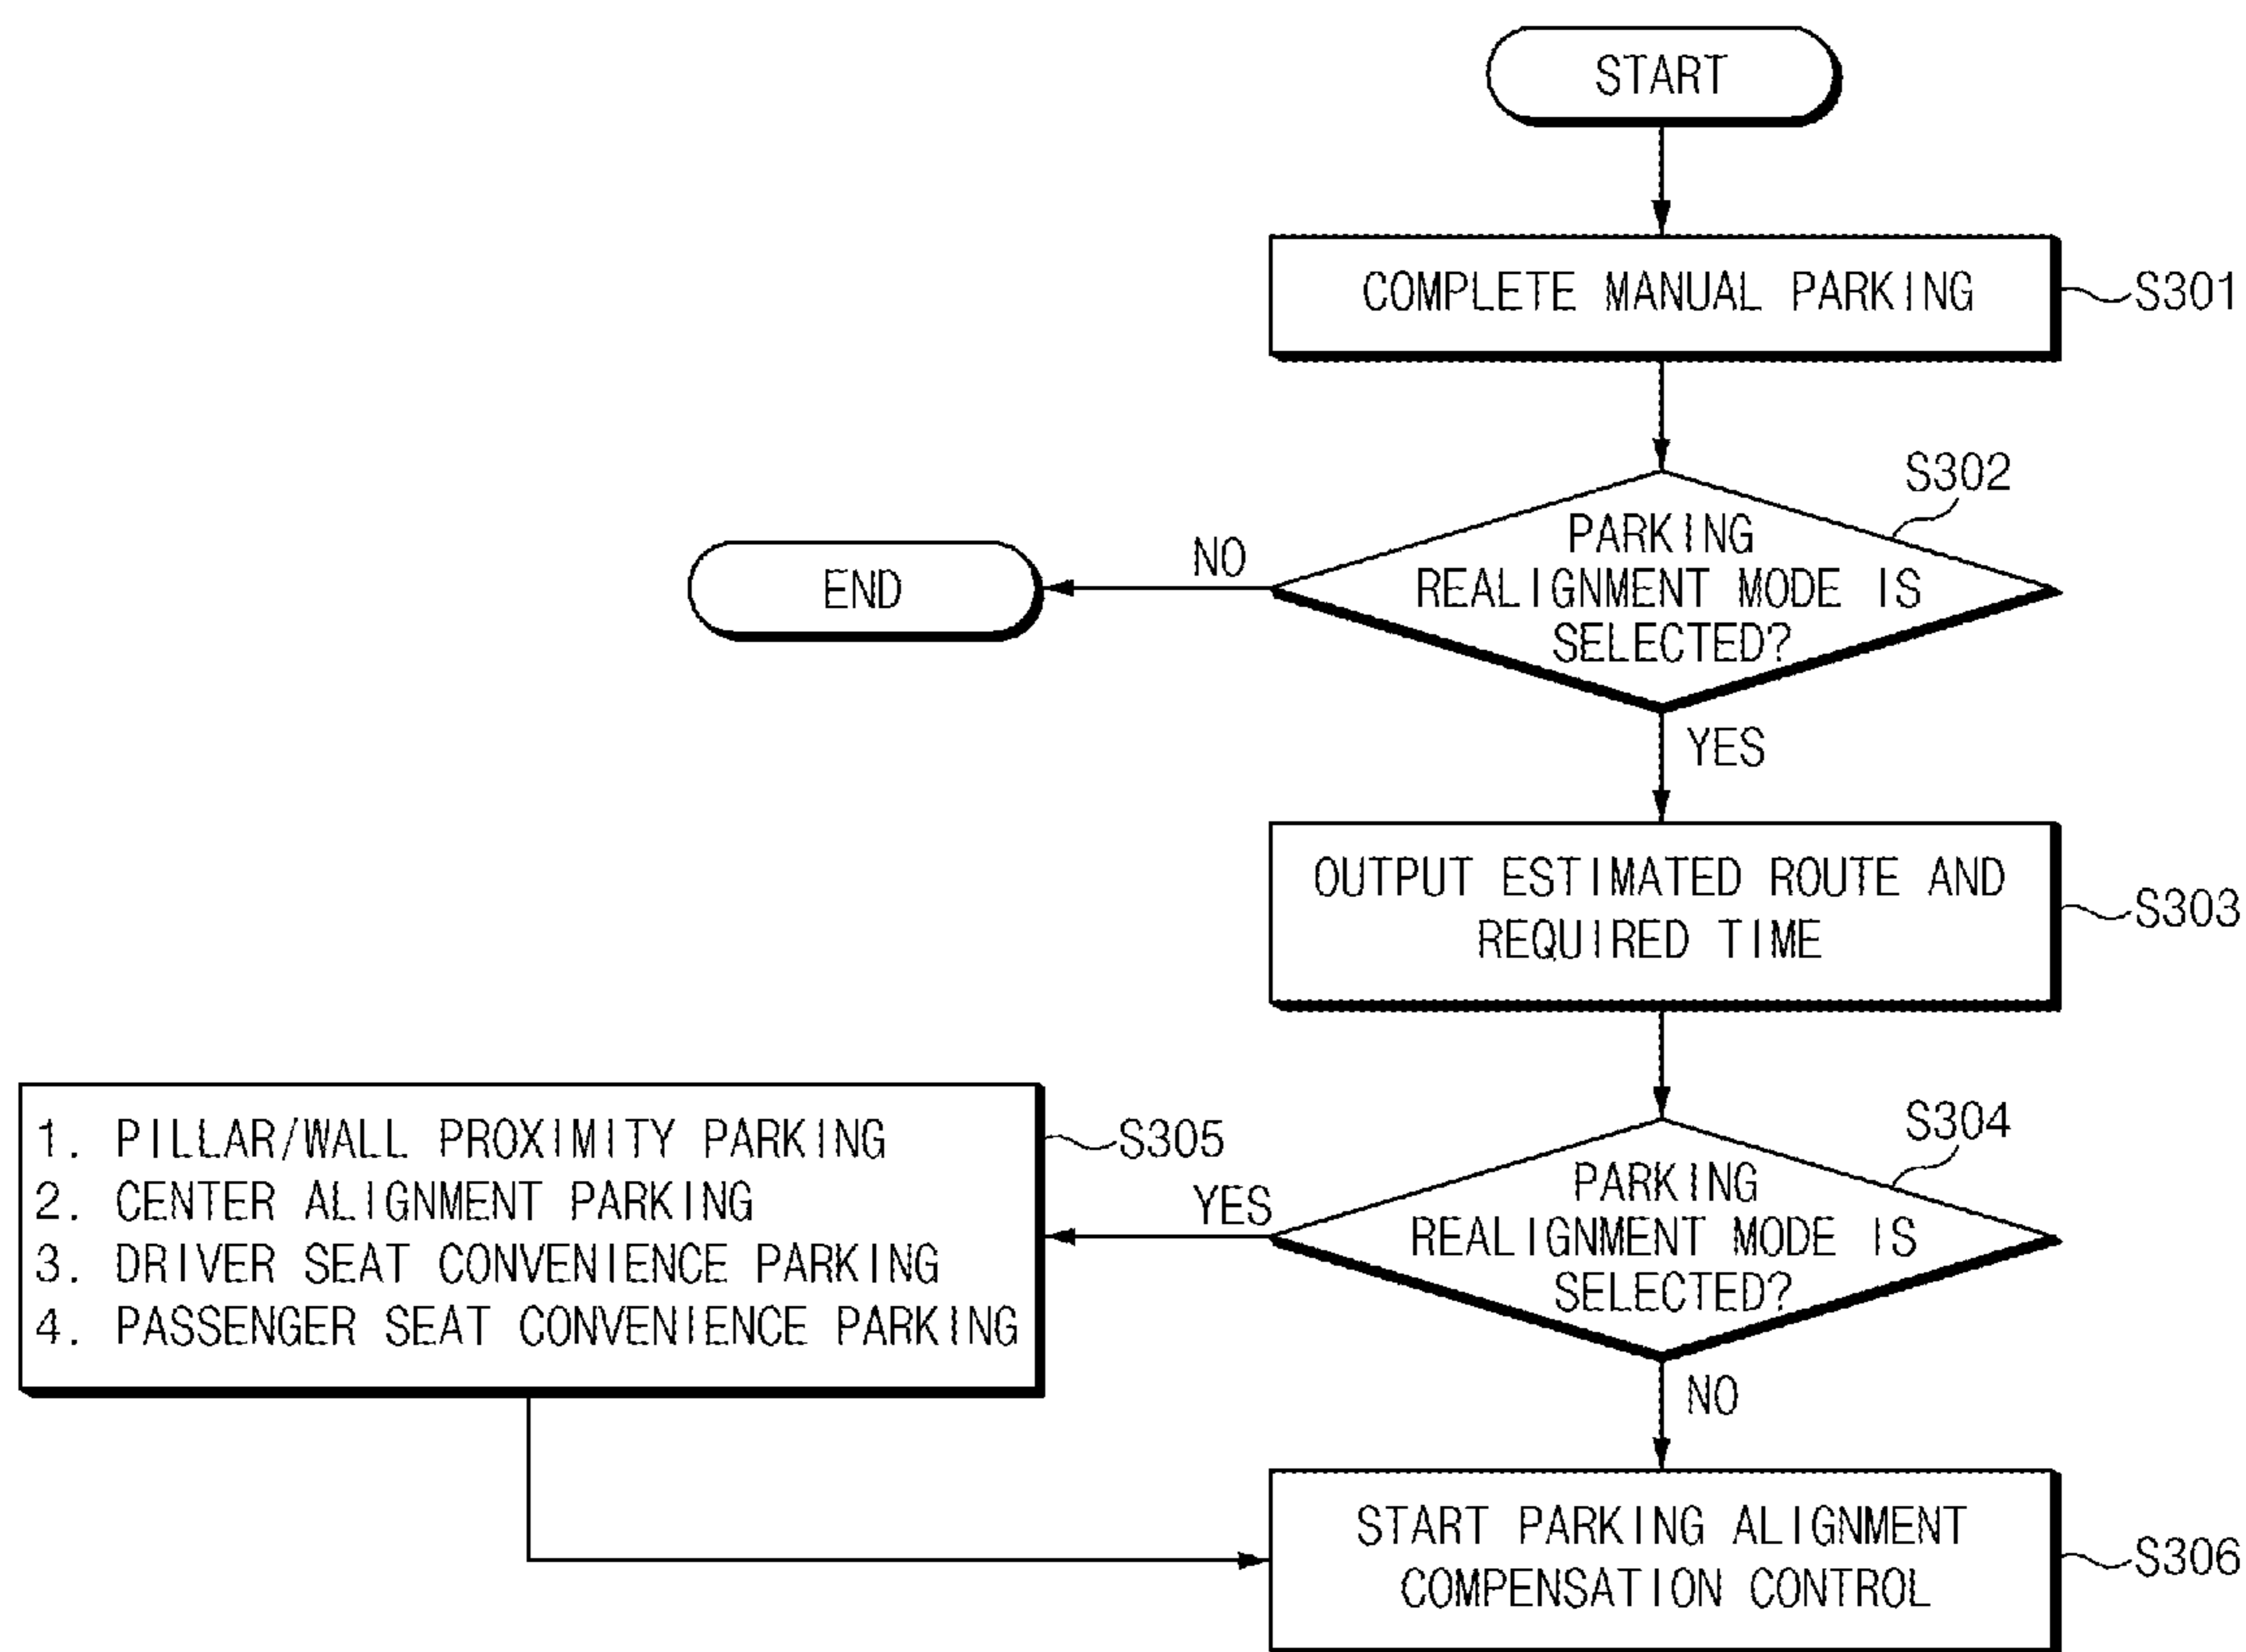 START
COMPLETE MANUAL PARKING
S301
S302
PARKING
REALIGNMENT MODE IS
SELECTED?
NO
END
YES
OUTPUT ESTIMATED ROUTE AND
REQUIRED TIME
S303
S304
PARKING
REALIGNMENT MODE IS
SELECTED?
YES
S305
1. PILLAR/WALL PROXIMITY PARKING
2. CENTER ALIGNMENT PARKING
3. DRIVER SEAT CONVENIENCE PARKING
4. PASSENGER SEAT CONVENIENCE PARKING
NO
START PARKING ALIGNMENT
COMPENSATION CONTROL
S306